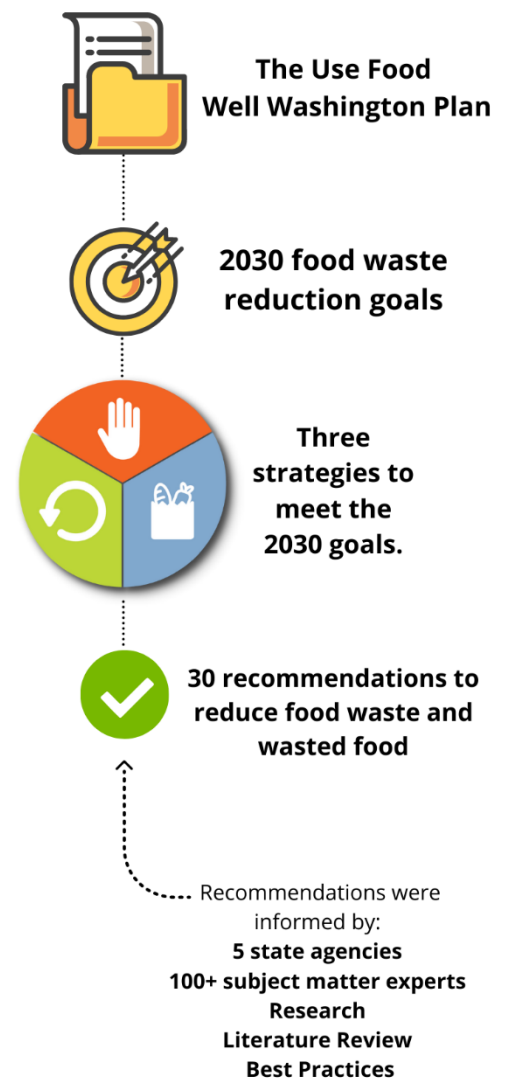 The Use Food
Well Washington Plan
2030 food waste
reduction goals
Three
strategies to
meet the
2030 goals.
30 recommendations to
reduce food waste and
wasted food
Recommendations were
informed by:
5 state agencies
100+ subject matter experts
Research
Literature Review
Best Practices